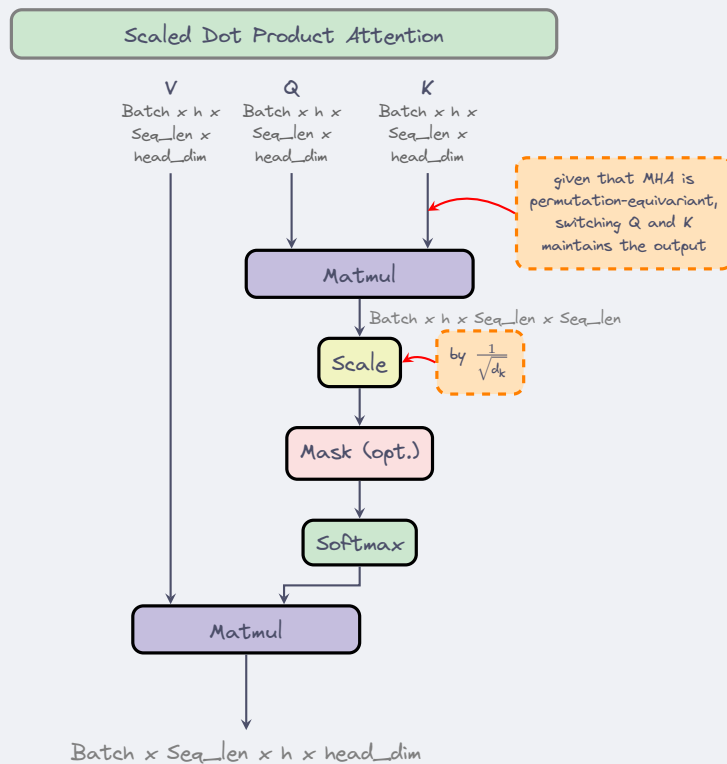 Scaled Dot Product Attention
V
Batch x h x
Seq_len x
head_dim
Q
Batch x h x
Seq_len x
head_dim
K
Batch x h x
Seq_len x
head_dim
given that MHA is
permutation-equivariant,
switching Q and K
maintains the output
Matmul
Batch x h x Seq_len x Seq_len
Scale
by 1/√dk
Mask (opt.)
Softmax
Matmul
Batch x Seq_len x h x head_dim